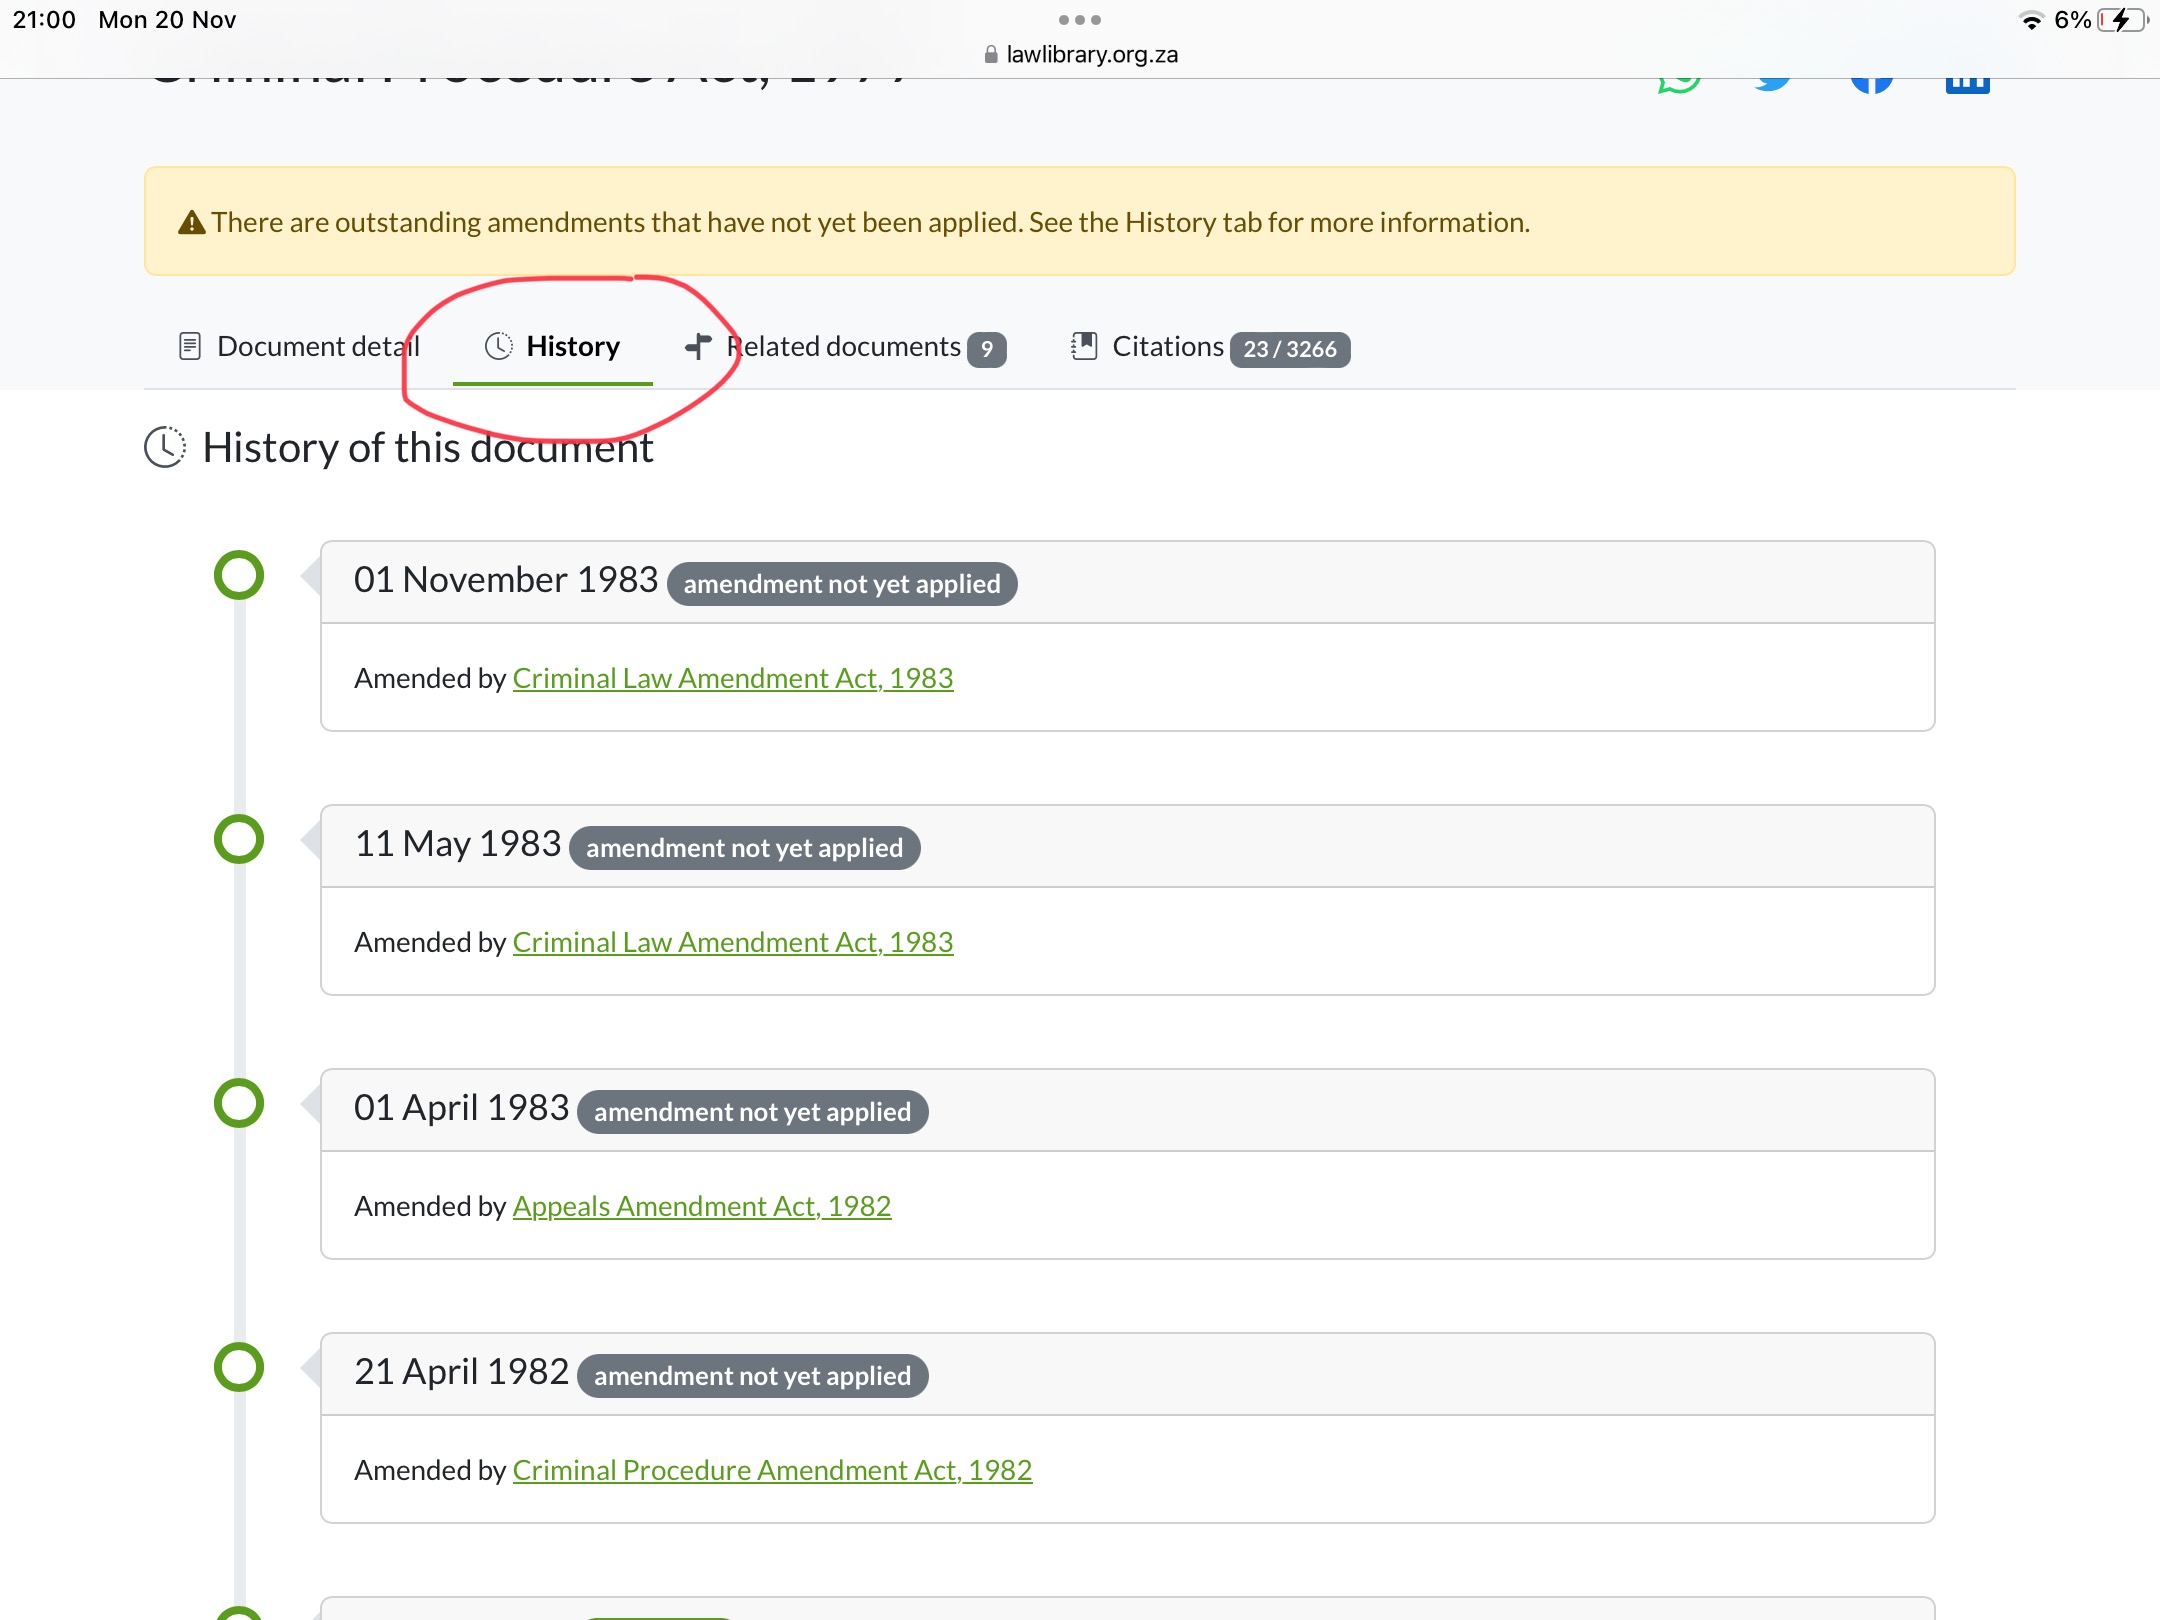 21:00 Mon 20 Nov
6%
lawlibrary.org.za
Criminal Procedure Act, 1977
There are outstanding amendments that have not yet been applied. See the History tab for more information.
Document detail History Related documents 9 Citations 23 / 3266
History of this document
01 November 1983 amendment not yet applied
Amended by Criminal Law Amendment Act, 1983
11 May 1983 amendment not yet applied
Amended by Criminal Law Amendment Act, 1983
01 April 1983 amendment not yet applied
Amended by Appeals Amendment Act, 1982
21 April 1982 amendment not yet applied
Amended by Criminal Procedure Amendment Act, 1982